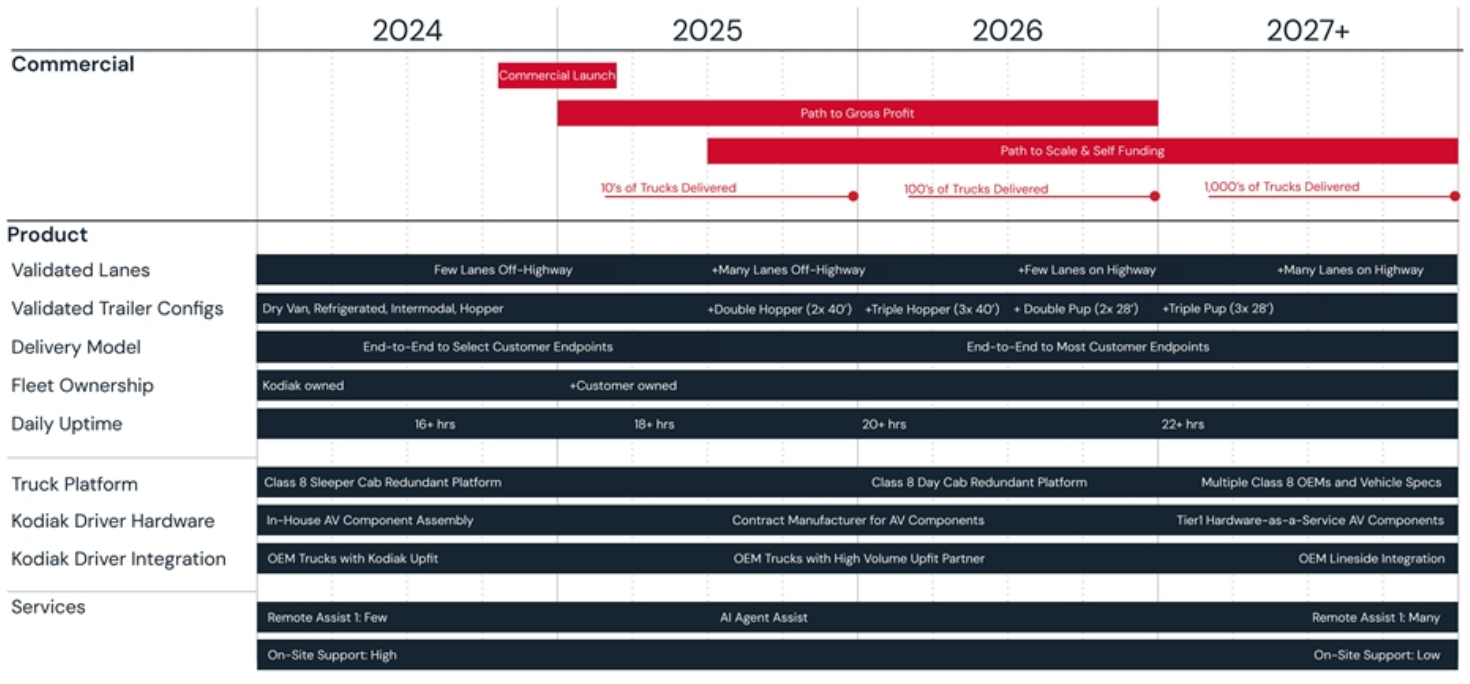 2024 2025 2026 2027+
Commercial
Commercial Launch
Path to Gross Profit
Path to Scale & Self Funding
10's of Trucks Delivered 100's of Trucks Delivered 1,000's of Trucks Delivered
Product
Validated Lanes Few Lanes Off-Highway +Many Lanes Off-Highway +Few Lanes on Highway +Many Lanes on Highway
Validated Trailer Configs Dry Van, Refrigerated, Intermodal, Hopper +Double Hopper (2x 40') +Triple Hopper (3x 40') + Double Pup (2x 28') +Triple Pup (3x 28')
Delivery Model End-to-End to Select Customer Endpoints End-to-End to Most Customer Endpoints
Fleet Ownership Kodiak owned +Customer owned
Daily Uptime 16+ hrs 18+ hrs 20+ hrs 22+ hrs
Truck Platform Class 8 Sleeper Cab Redundant Platform Class 8 Day Cab Redundant Platform Multiple Class 8 OEMs and Vehicle Specs
Kodiak Driver Hardware In-House AV Component Assembly Contract Manufacturer for AV Components Tier1 Hardware-as-a-Service AV Components
Kodiak Driver Integration OEM Trucks with Kodiak Upfit OEM Trucks with High Volume Upfit Partner OEM Lineside Integration
Services Remote Assist 1: Few AI Agent Assist Remote Assist 1: Many
On-Site Support: High On-Site Support: Low